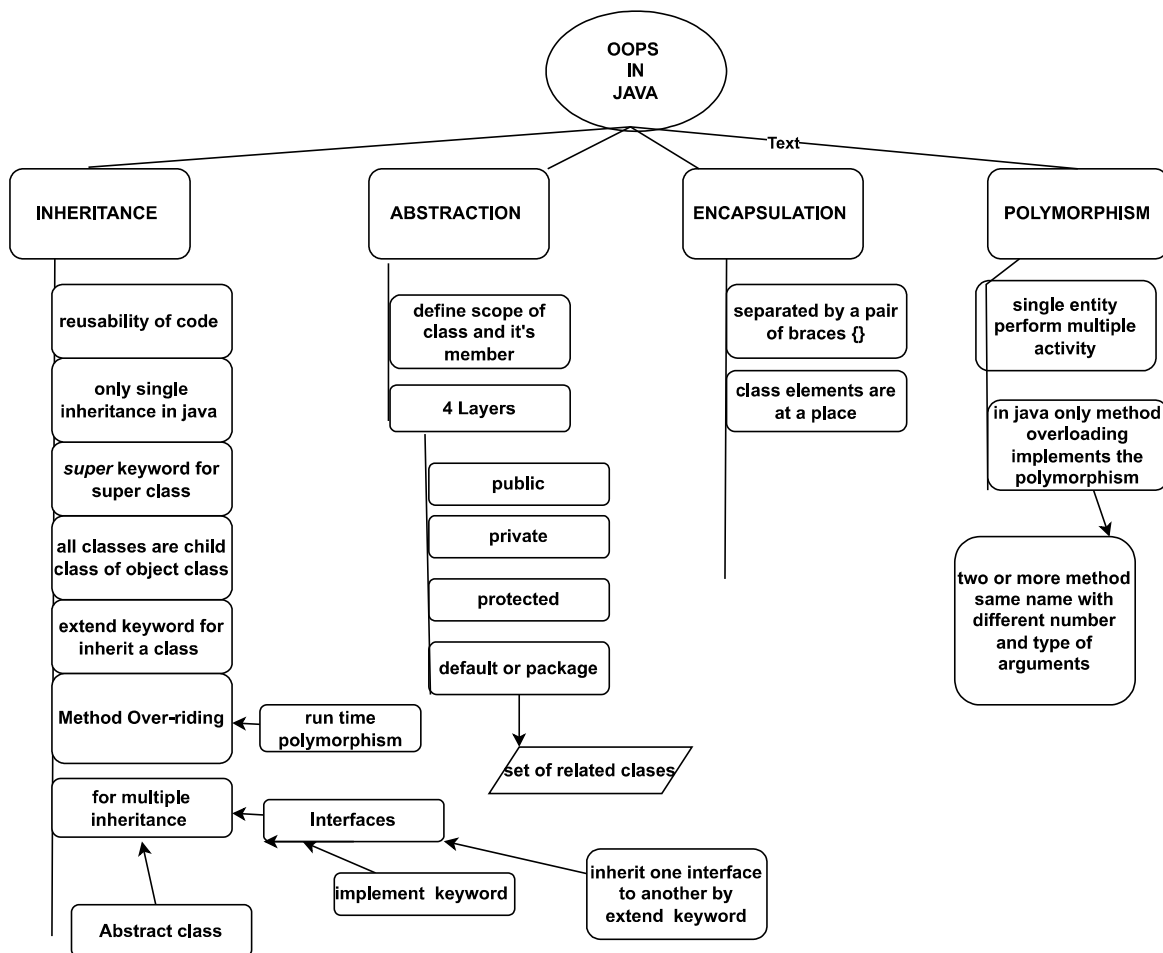 OOPS
IN
JAVA
Text
INHERITANCE
ABSTRACTION
ENCAPSULATION
POLYMORPHISM
reusability of code
only single
inheritance in java
super keyword for
super class
all classes are child
class of object class
extend keyword for
inherit a class
Method Over-riding
run time
polymorphism
for multiple
inheritance
Interfaces
implement  keyword
inherit one interface
to another by
extend  keyword
Abstract class
define scope of
class and it's
member
4 Layers
public
private
protected
default or package
set of related clases
separated by a pair
of braces {}
class elements are
at a place
single entity
perform multiple
activity
in java only method
overloading
implements the
polymorphism
two or more method
same name with
different number
and type of
arguments